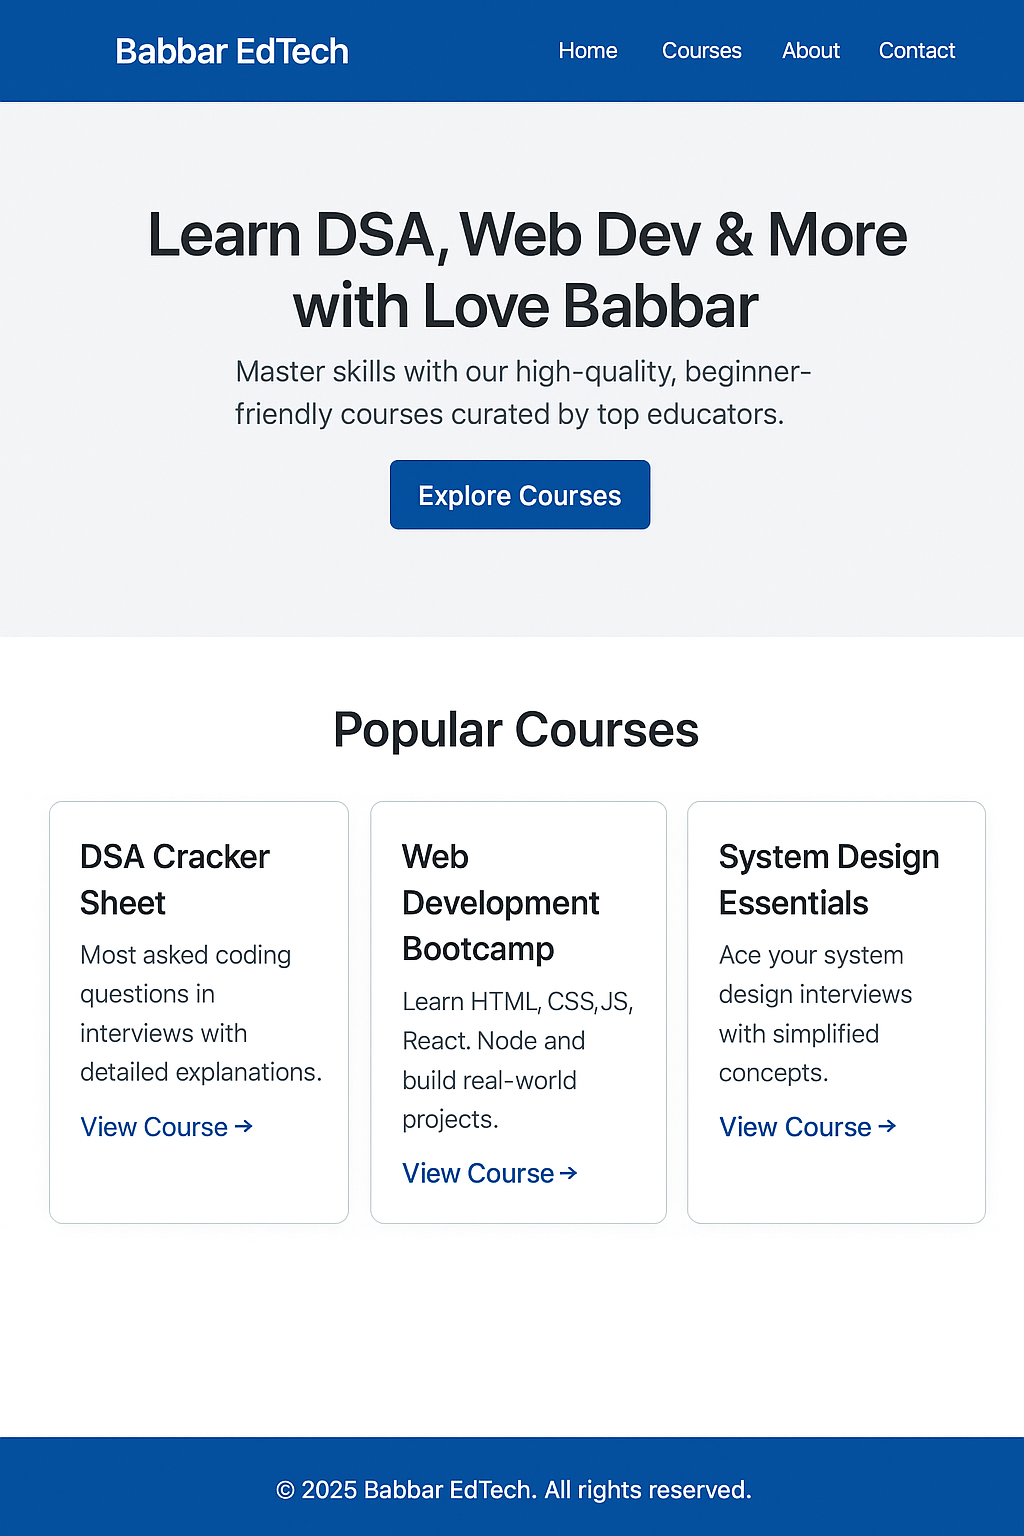 Babbar EdTech
Home Courses About Contact
Learn DSA, Web Dev & More
with Love Babbar
Master skills with our high-quality, beginner-
friendly courses curated by top educators.
Explore Courses
Popular Courses
DSA Cracker
Sheet
Most asked coding
questions in
interviews with
detailed explanations.
View Course →
Web
Development
Bootcamp
Learn HTML, CSS,JS,
React. Node and
build real-world
projects.
View Course →
System Design
Essentials
Ace your system
design interviews
with simplified
concepts.
View Course →
© 2025 Babbar EdTech. All rights reserved.